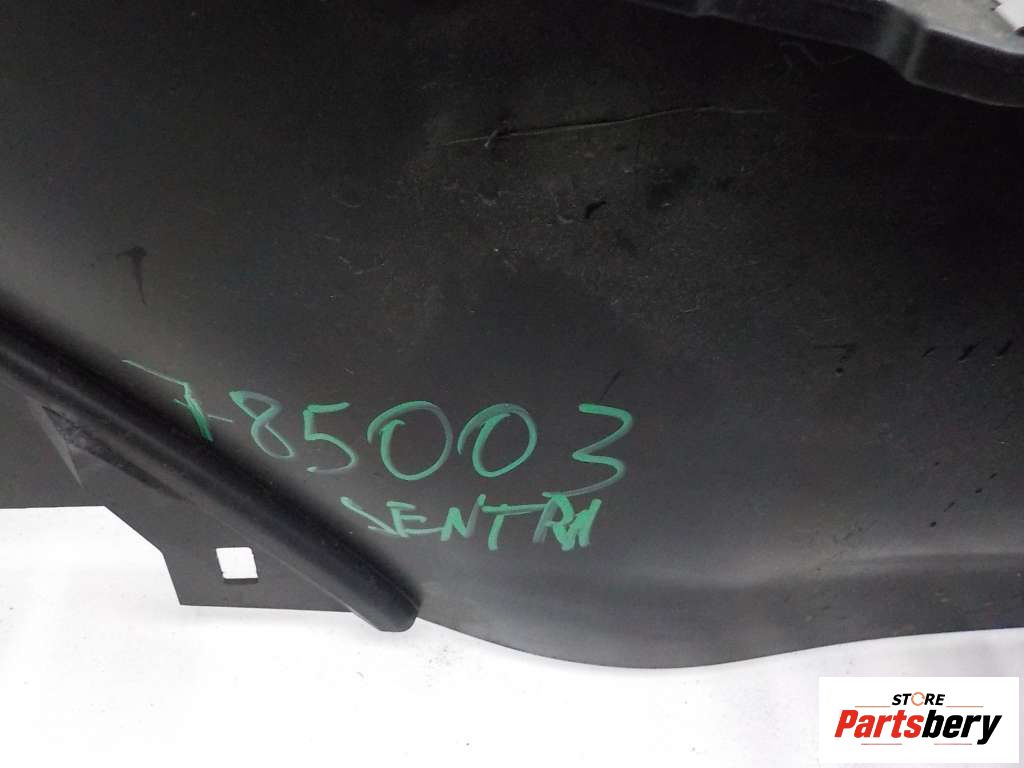 785003
SENTRA
STORE
Partsbery